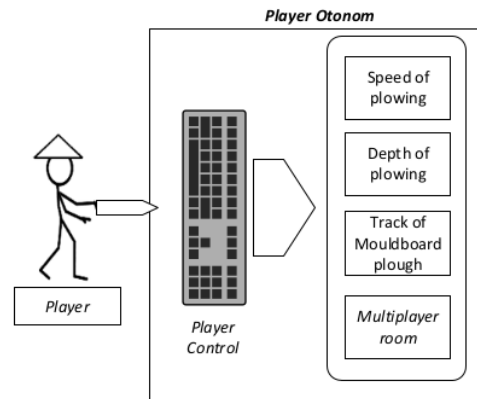 Player Otonom
Speed of
plowing
Depth of
plowing
Track of
Mouldboard
plough
Multiplayer
room
Player
Player
Control